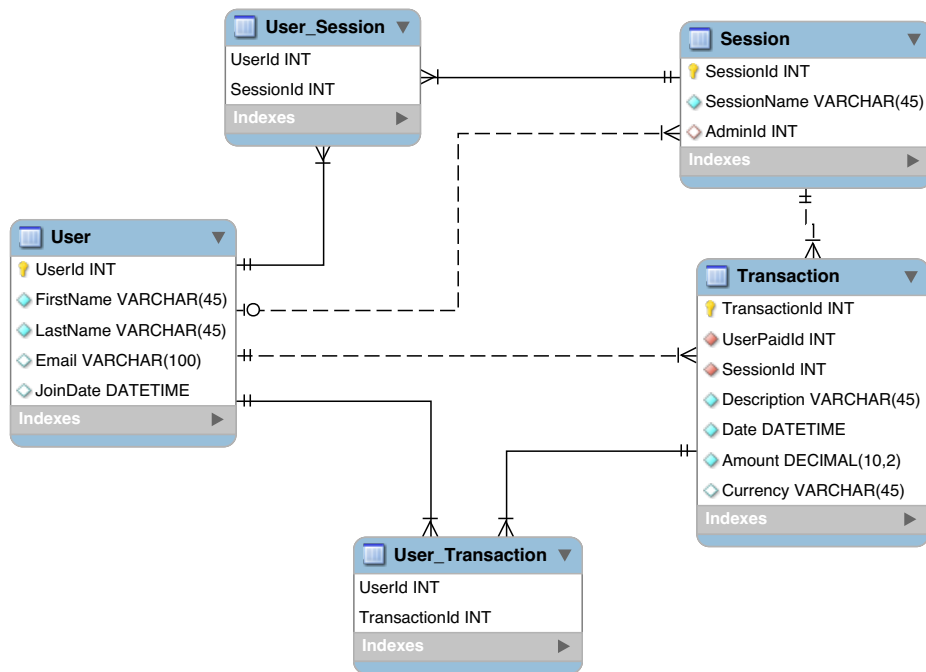 User_Session
UserId INT
SessionId INT
Indexes
Session
SessionId INT
SessionName VARCHAR(45)
AdminId INT
Indexes
User
UserId INT
FirstName VARCHAR(45)
LastName VARCHAR(45)
Email VARCHAR(100)
JoinDate DATETIME
Indexes
Transaction
TransactionId INT
UserPaidId INT
SessionId INT
Description VARCHAR(45)
Date DATETIME
Amount DECIMAL(10,2)
Currency VARCHAR(45)
Indexes
User_Transaction
UserId INT
TransactionId INT
Indexes